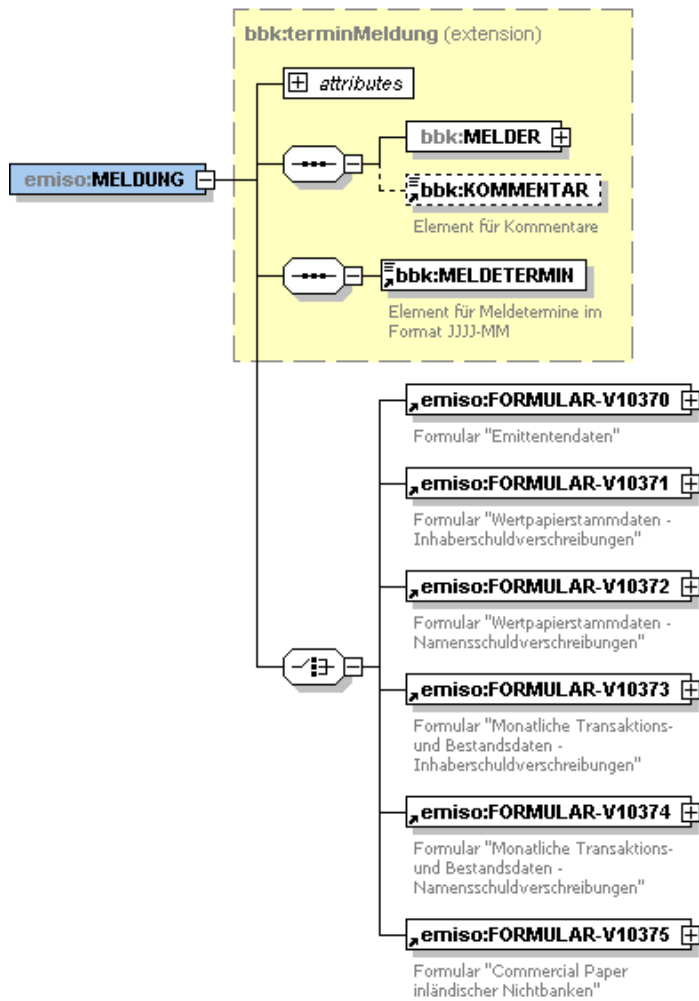 bbk:terminMeldung (extension)
attributes
bbk:MELDER
emiso:MELDUNG
bbk:KOMMENTAR
Element für Kommentare
bbk:MELDETERMIN
Element für Meldetermine im
Format JJJJ-MM
emiso:FORMULAR-V10370
Formular "Emittentendaten"
emiso:FORMULAR-V10371
Formular "Wertpapierstammdaten -
Inhaberschuldverschreibungen"
emiso:FORMULAR-V10372
Formular "Wertpapierstammdaten -
Namensschuldverschreibungen"
emiso:FORMULAR-V10373
Formular "Monatliche Transaktions-
und Bestandsdaten -
Inhaberschuldverschreibungen"
emiso:FORMULAR-V10374
Formular "Monatliche Transaktions-
und Bestandsdaten -
Namensschuldverschreibungen"
emiso:FORMULAR-V10375
Formular "Commercial Paper
inländischer Nichtbanken"